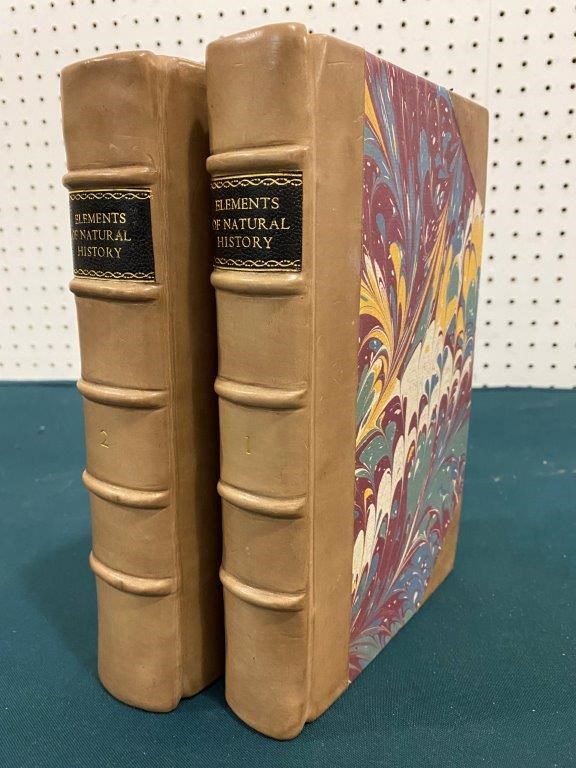 ELEMENTS
OF NATURAL
HISTORY
2
ELEMENTS
OF NATURAL
HISTORY
1